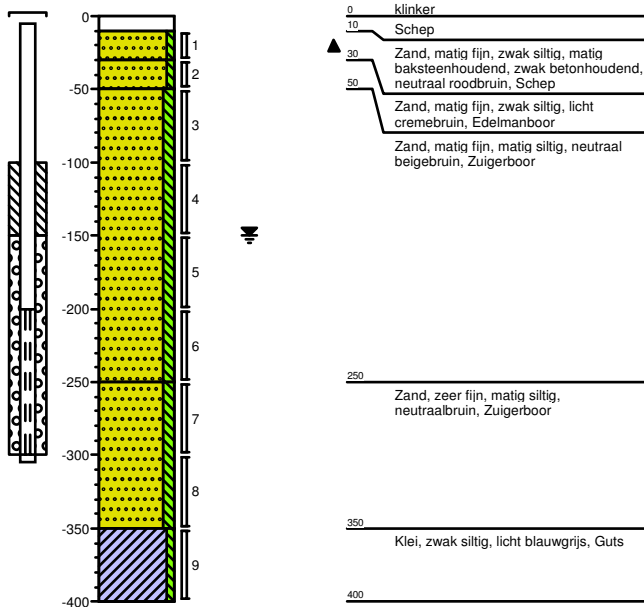 0
-50
-100
-150
-200
-250
-300
-350
-400
1
2
3
4
5
6
7
8
9
0 klinker
10 Schep
30 Zand, matig fijn, zwak siltig, matig
baksteenhoudend, zwak betonhoudend,
neutraal roodbruin, Schep
50 Zand, matig fijn, zwak siltig, licht
cremebruin, Edelmanboor
Zand, matig fijn, matig siltig, neutraal
beigebruin, Zuigerboor
250
Zand, zeer fijn, matig siltig,
neutraalbruin, Zuigerboor
350
Klei, zwak siltig, licht blauwgrijs, Guts
400